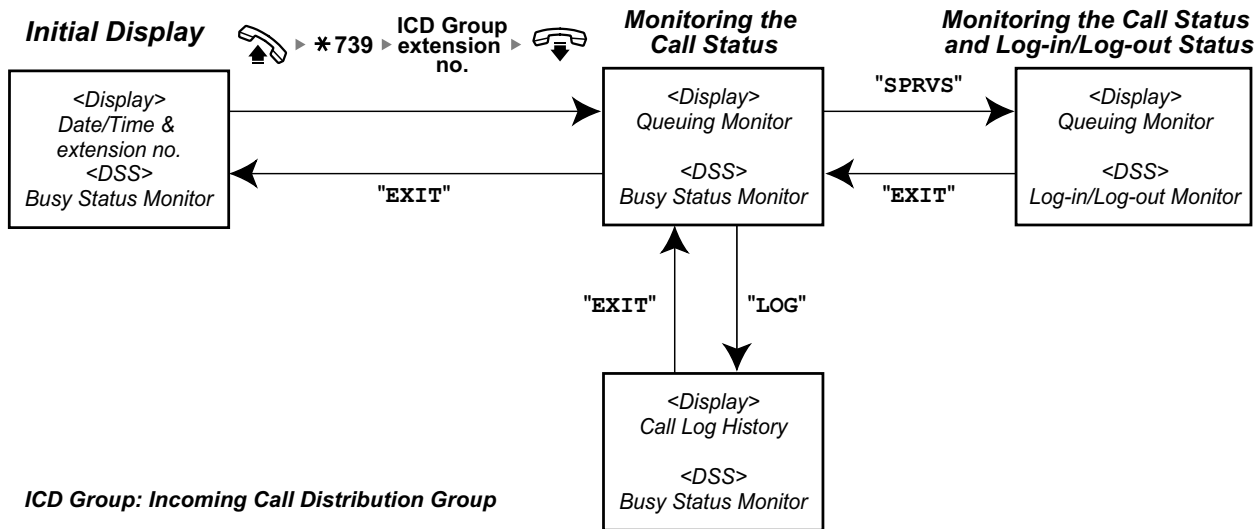 Initial Display
*739
ICD Group
extension
no.
Monitoring the
Call Status
Monitoring the Call Status
and Log-in/Log-out Status
<Display>
Date/Time &
extension no.
<DSS>
Busy Status Monitor
"EXIT"
<Display>
Queuing Monitor
<DSS>
Busy Status Monitor
"SPRVS"
"EXIT"
<Display>
Queuing Monitor
<DSS>
Log-in/Log-out Monitor
"EXIT"
"LOG"
<Display>
Call Log History
<DSS>
Busy Status Monitor
ICD Group: Incoming Call Distribution Group